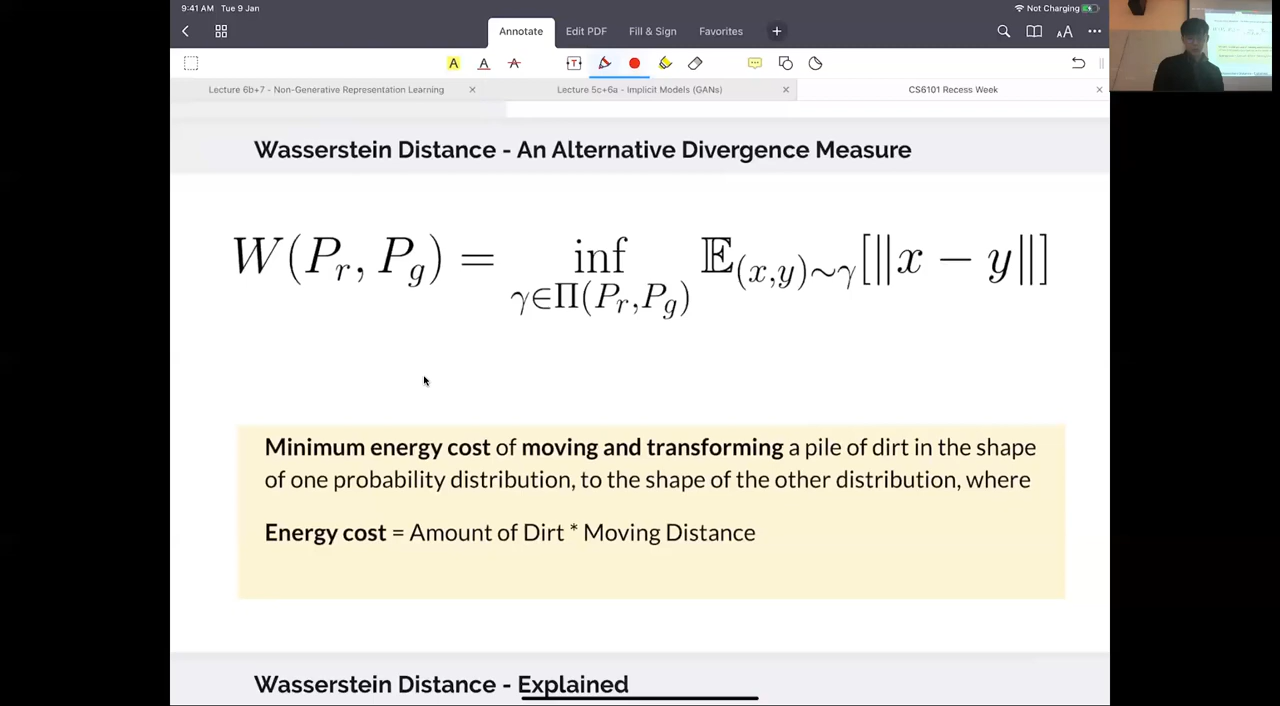 9:41 AM Tue 9 Jan
Not Charging
Annotate Edit PDF Fill & Sign Favorites +
A A A T AA
Lecture 6b+7 - Non-Generative Representation Learning × Lecture 5c+6a - Implicit Models (GANs) × CS6101 Recess Week ×
Wasserstein Distance - An Alternative Divergence Measure
W(P_r, P_g) = inf_{γ∈Π(P_r,P_g)} 𝔼_{(x,y)∼γ}[‖x − y‖]
Minimum energy cost of moving and transforming a pile of dirt in the shape
of one probability distribution, to the shape of the other distribution, where
Energy cost = Amount of Dirt * Moving Distance
Wasserstein Distance - Explained